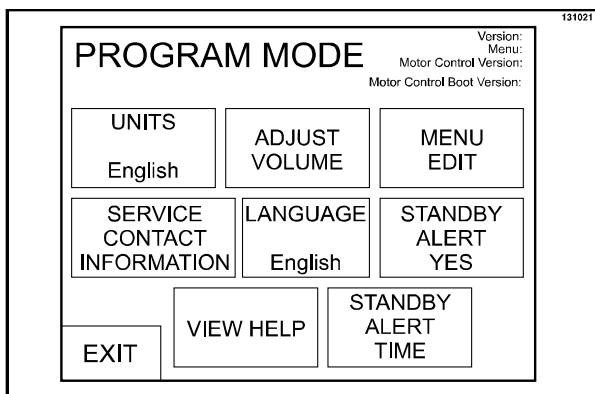 131021
PROGRAM MODE
Version:
Menu:
Motor Control Version:
Motor Control Boot Version:
UNITS
English
ADJUST
VOLUME
MENU
EDIT
SERVICE
CONTACT
INFORMATION
LANGUAGE
English
STANDBY
ALERT
YES
VIEW HELP
STANDBY
ALERT
TIME
EXIT